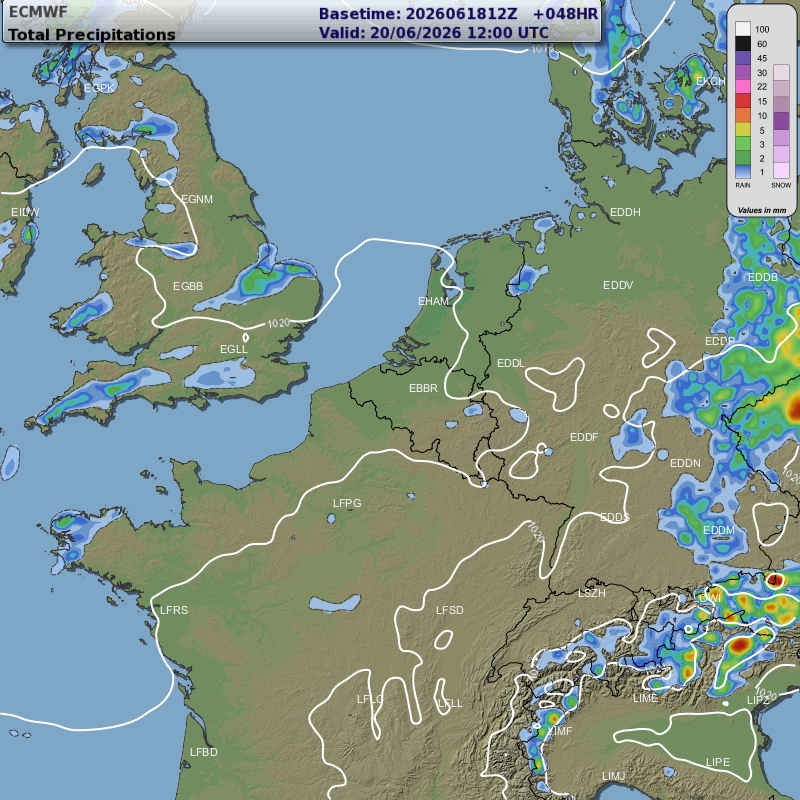 ECMWF
Basetime: 2026061812Z +048HR
Total Precipitations
Valid: 20/06/2026 12:00 UTC
100
60
45
30
22
15
10
5
3
2
1
RAIN
SNOW
Values in mm
EGPK
EKCH
EIDW
EGNM
EDDH
EGBB
EDDV
EDDB
EHAM
1020
EGLL
EDDP
EDDL
EBBR
EDDF
EDDN
1020
LFPG
EDDS
EDDM
1020
LSZH
LOWI
LFRS
LFSD
LFLC
LFLL
LIME
1020
LIPZ
LIMF
LFBD
LIPE
LIMJ